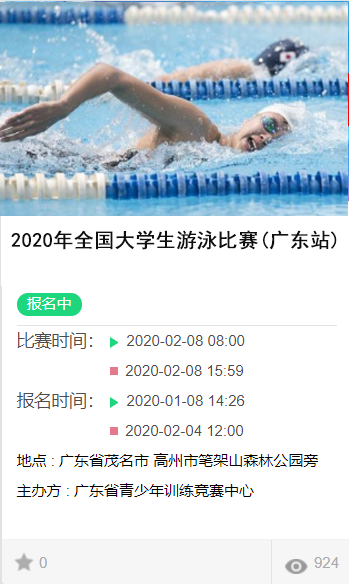 2020年全国大学生游泳比赛(广东站)
报名中
比赛时间: 2020-02-08 08:00
2020-02-08 15:59
报名时间: 2020-01-08 14:26
2020-02-04 12:00
地点 : 广东省茂名市 高州市笔架山森林公园旁
主办方 : 广东省青少年训练竞赛中心
0 924